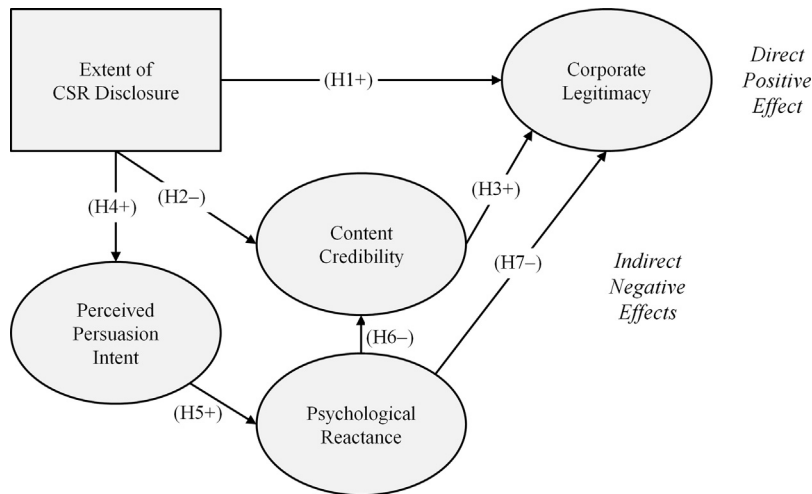 Extent of
CSR Disclosure
(H1+)
Corporate
Legitimacy
Direct
Positive
Effect
(H4+)
(H2–)
(H3+)
Content
Credibility
(H7–)
Indirect
Negative
Effects
Perceived
Persuasion
Intent
(H6–)
(H5+)
Psychological
Reactance